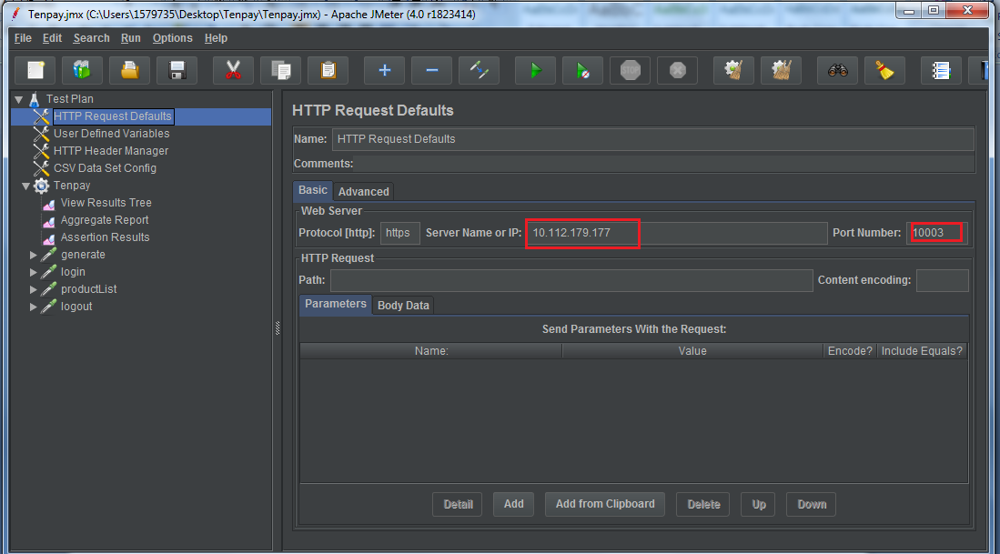 Tenpay.jmx (C:\Users\1579735\Desktop\Tenpay\Tenpay.jmx) - Apache JMeter (4.0 r1823414)
File Edit Search Run Options Help
STOP
Test Plan
HTTP Request Defaults
User Defined Variables
HTTP Header Manager
CSV Data Set Config
Tenpay
View Results Tree
Aggregate Report
Assertion Results
generate
login
productList
logout
HTTP Request Defaults
Name: HTTP Request Defaults
Comments:
Basic Advanced
Web Server
Protocol [http]: https Server Name or IP: 10.112.179.177 Port Number: 10003
HTTP Request
Path: Content encoding:
Parameters Body Data
Send Parameters With the Request:
Name: Value Encode? Include Equals?
Detail Add Add from Clipboard Delete Up Down